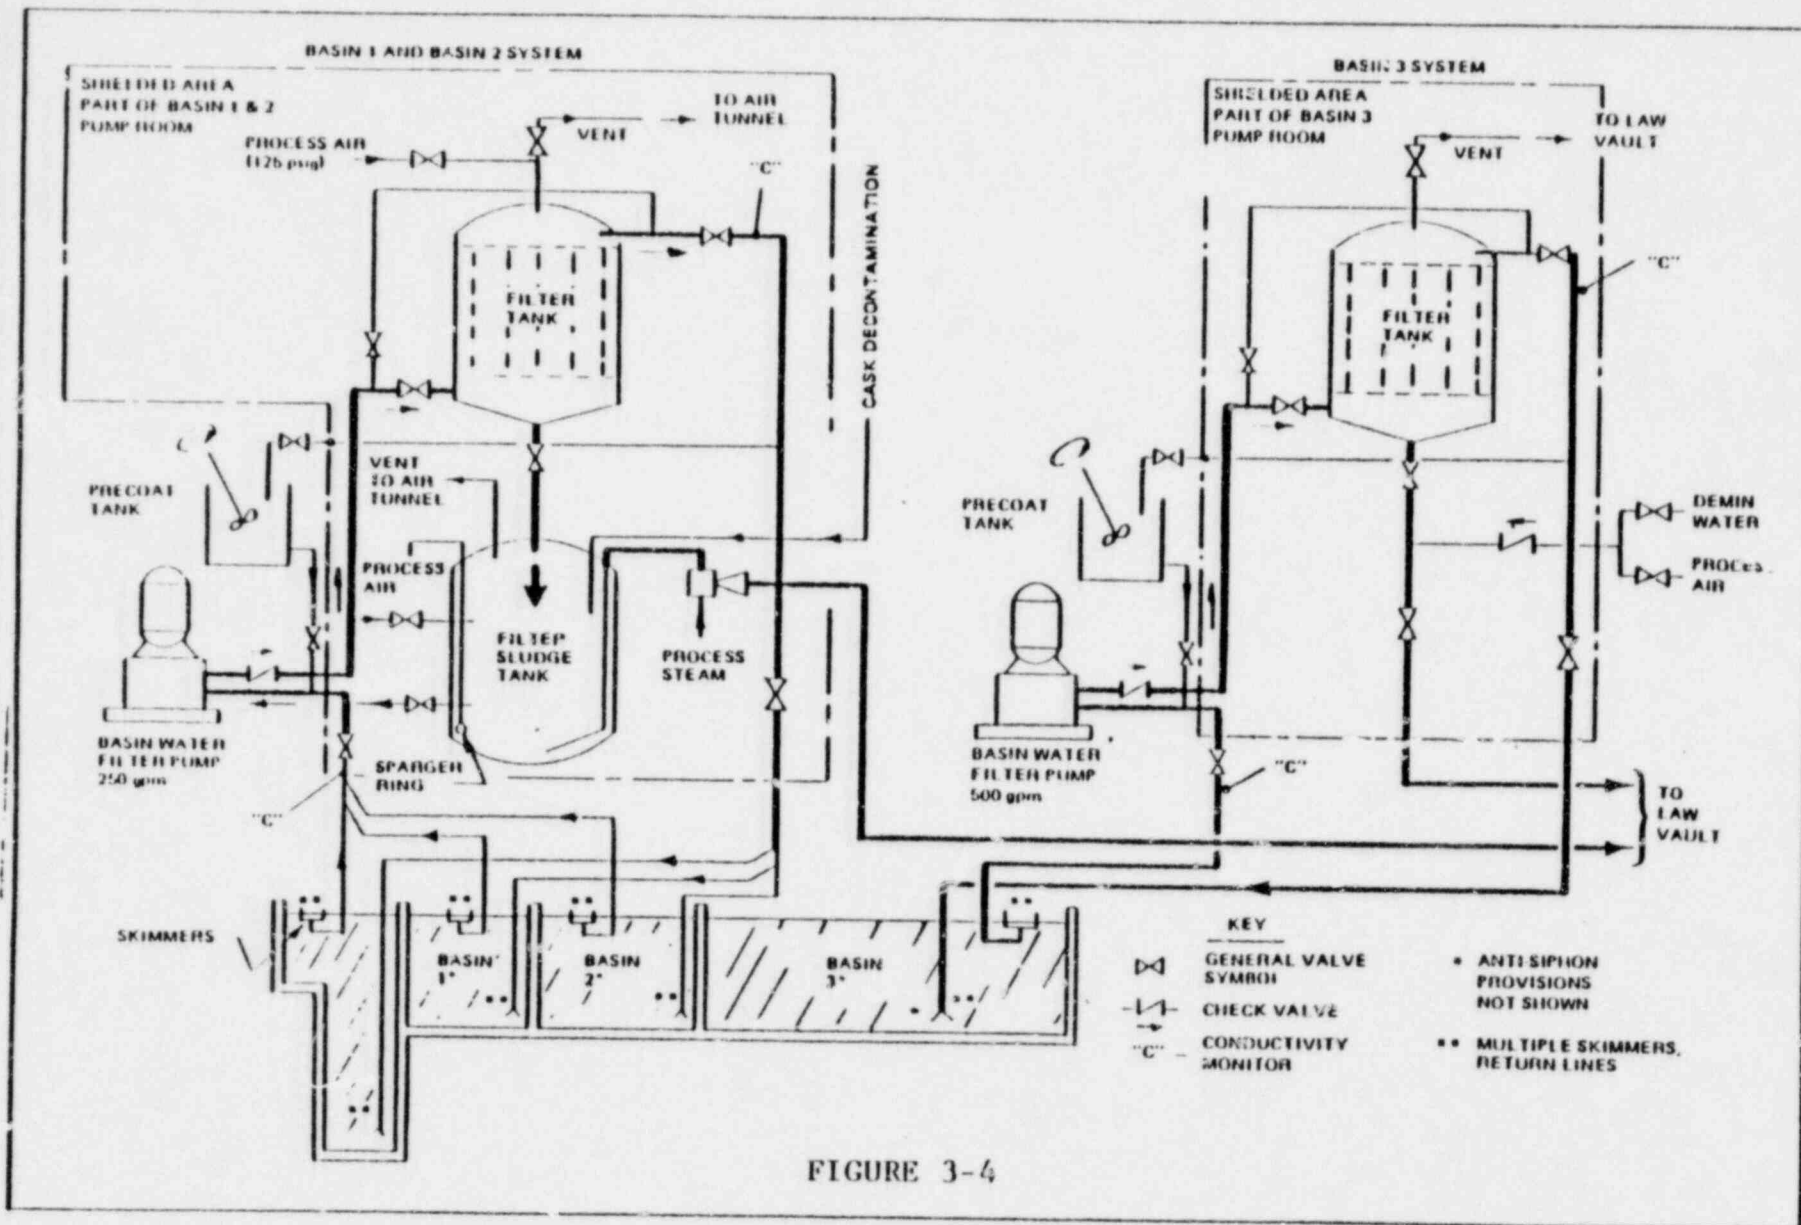 BASIN 1 AND BASIN 2 SYSTEM
SHIELDED AREA
PART OF BASIN 1 & 2
PUMP ROOM
PROCESS AIR
(125 psig)
VENT
TO AIR
TUNNEL
"C"
CASK DECONTAMINATION
FILTER
TANK
PRECOAT
TANK
VENT
TO AIR
TUNNEL
PROCESS
AIR
FILTER
SLUDGE
TANK
PROCESS
STEAM
BASIN WATER
FILTER PUMP
250 gpm
SPARGER
RING
"C"
SKIMMERS
BASIN
1*
BASIN
2*
BASIN
3*
BASIN 3 SYSTEM
SHIELDED AREA
PART OF BASIN 3
PUMP ROOM
VENT
TO LAW
VAULT
"C"
FILTER
TANK
PRECOAT
TANK
DEMIN
WATER
PROCES
AIR
BASIN WATER
FILTER PUMP
500 gpm
"C"
TO
LAW
VAULT
KEY
GENERAL VALVE
SYMBOL
CHECK VALVE
"C" CONDUCTIVITY
MONITOR
* ANTI-SIPHON
PROVISIONS
NOT SHOWN
** MULTIPLE SKIMMERS,
RETURN LINES
FIGURE 3-4